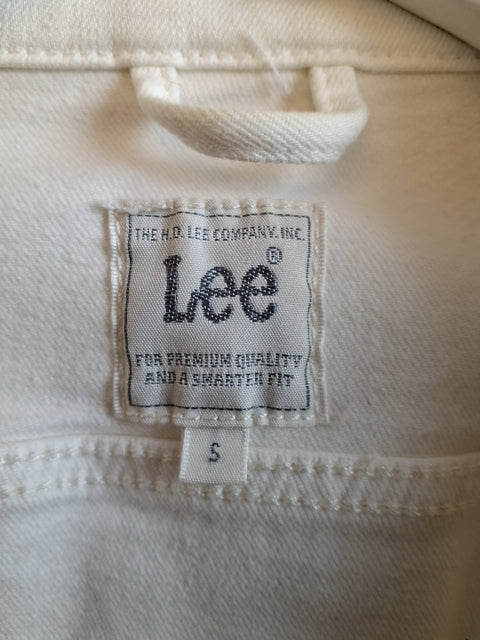 THE H.D. LEE COMPANY. INC.
Lee®
FOR PREMIUM QUALITY
AND A SMARTER FIT
S